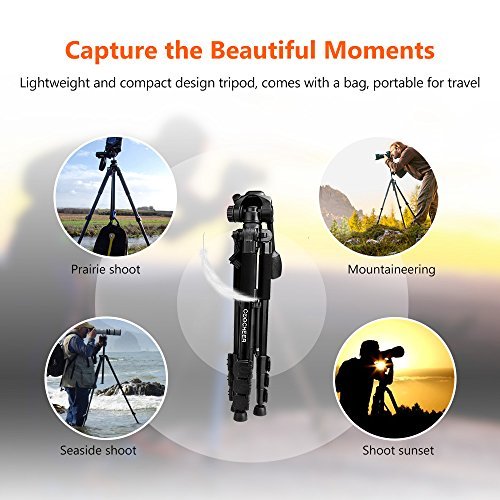 Capture the Beautiful Moments
Lightweight and compact design tripod, comes with a bag, portable for travel
Prairie shoot
Mountaineering
COOCHEER
Seaside shoot
Shoot sunset